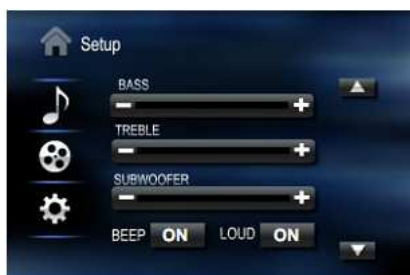 Setup
BASS
TREBLE
SUBWOOFER
BEEP ON LOUD ON